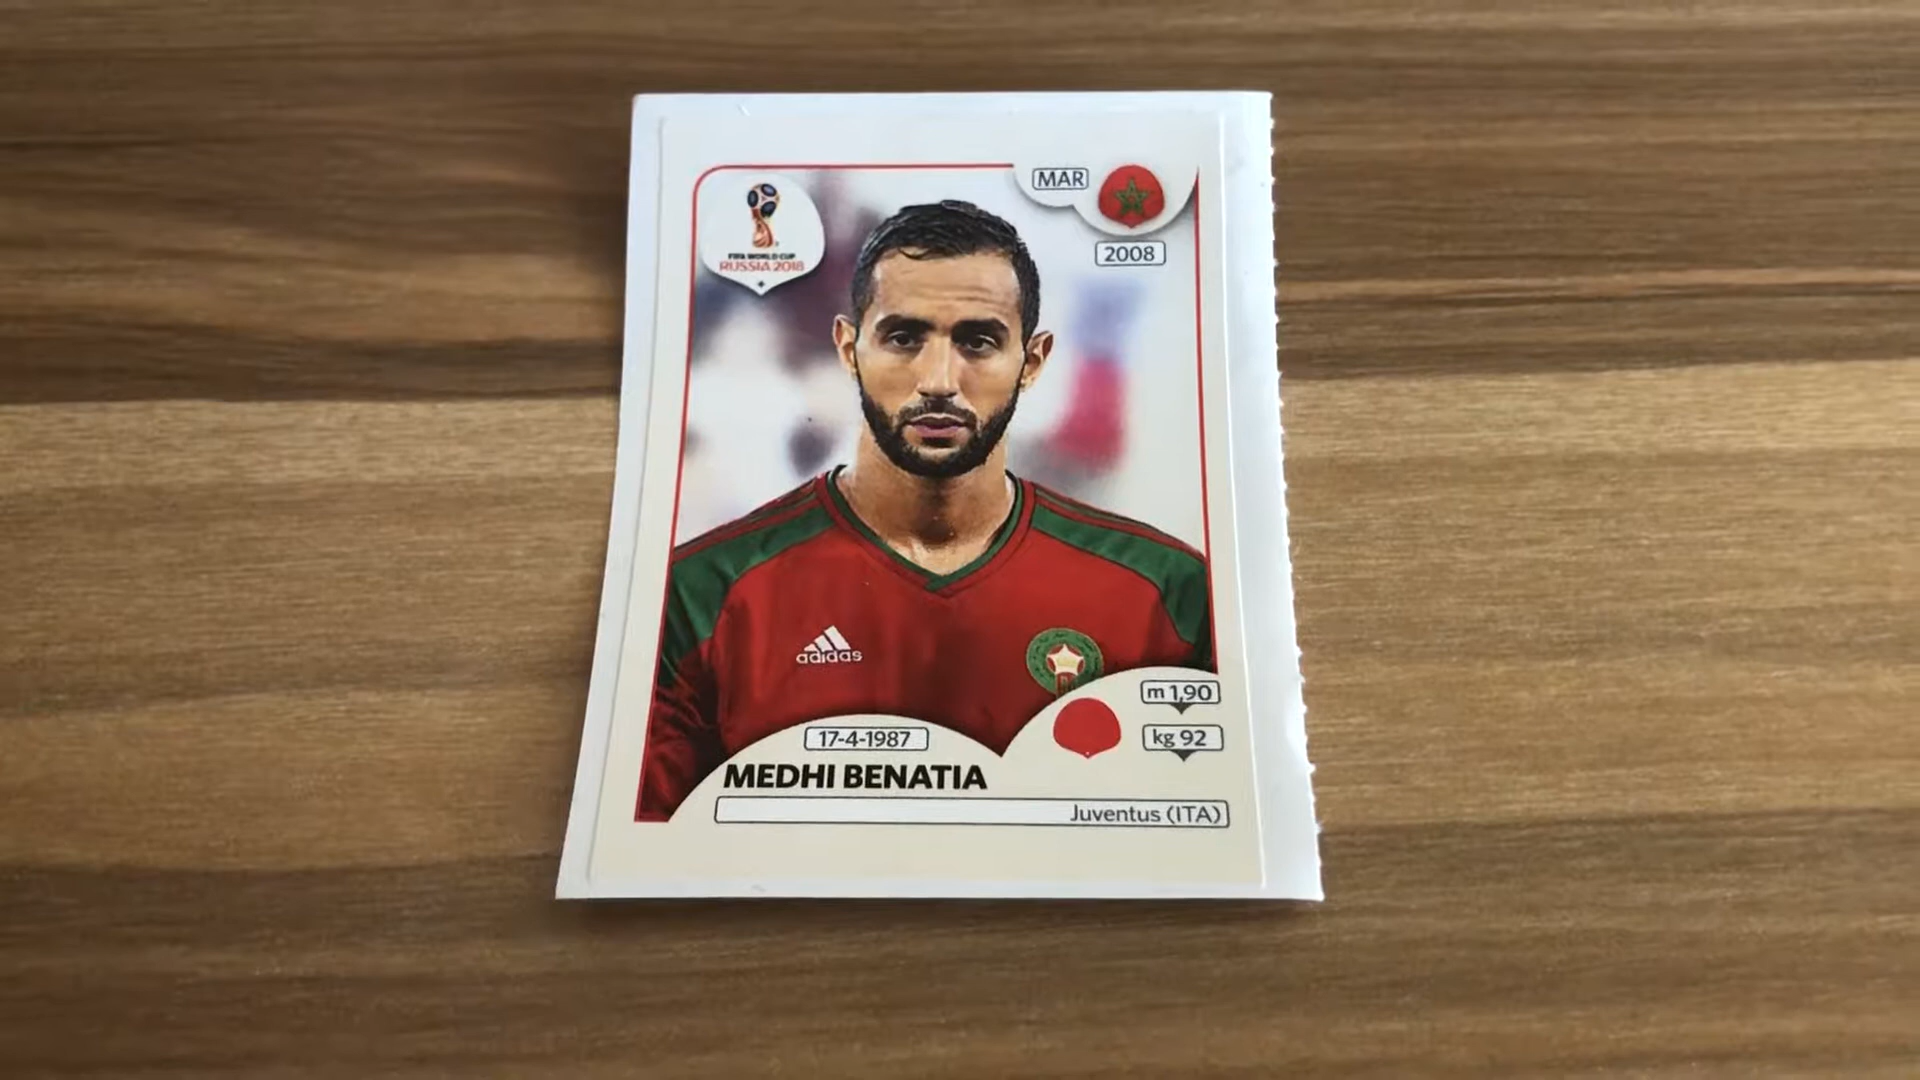 MAR
FIFA WORLD CUP
RUSSIA 2018
2008
adidas
m 1,90
17-4-1987
kg 92
MEDHI BENATIA
Juventus (ITA)